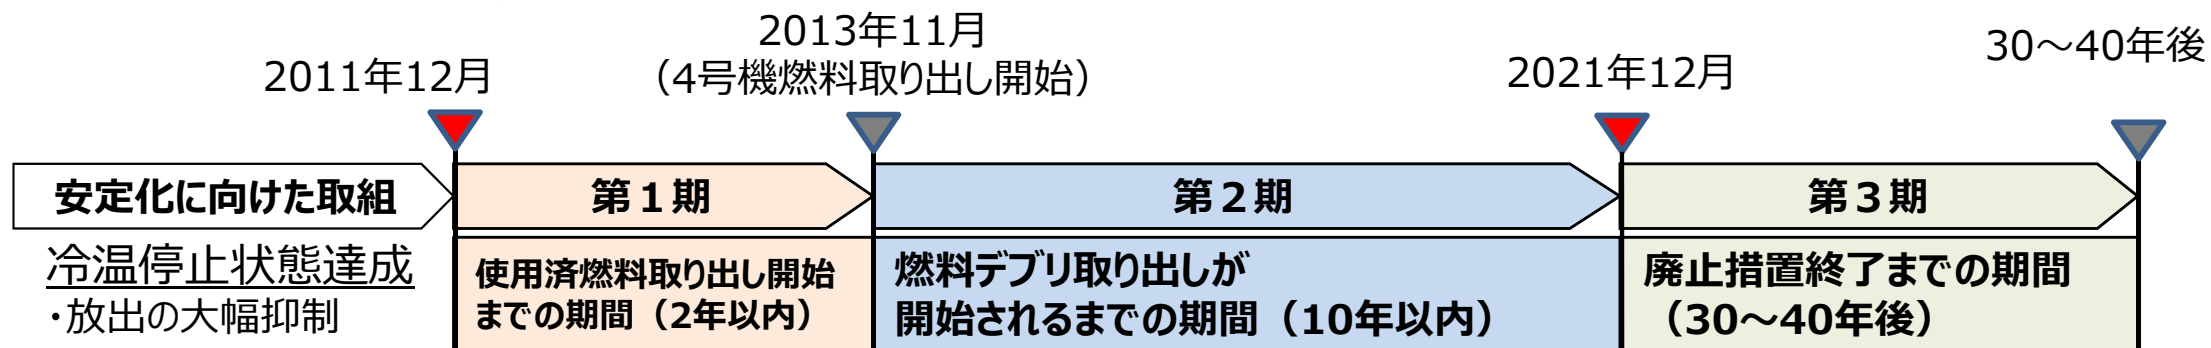 2011年12月
2013年11月
（4号機燃料取り出し開始）
2021年12月
30～40年後
安定化に向けた取組
第１期
第２期
第３期
冷温停止状態達成
・放出の大幅抑制
使用済燃料取り出し開始
までの期間（2年以内）
燃料デブリ取り出しが
開始されるまでの期間（10年以内）
廃止措置終了までの期間
（30～40年後）